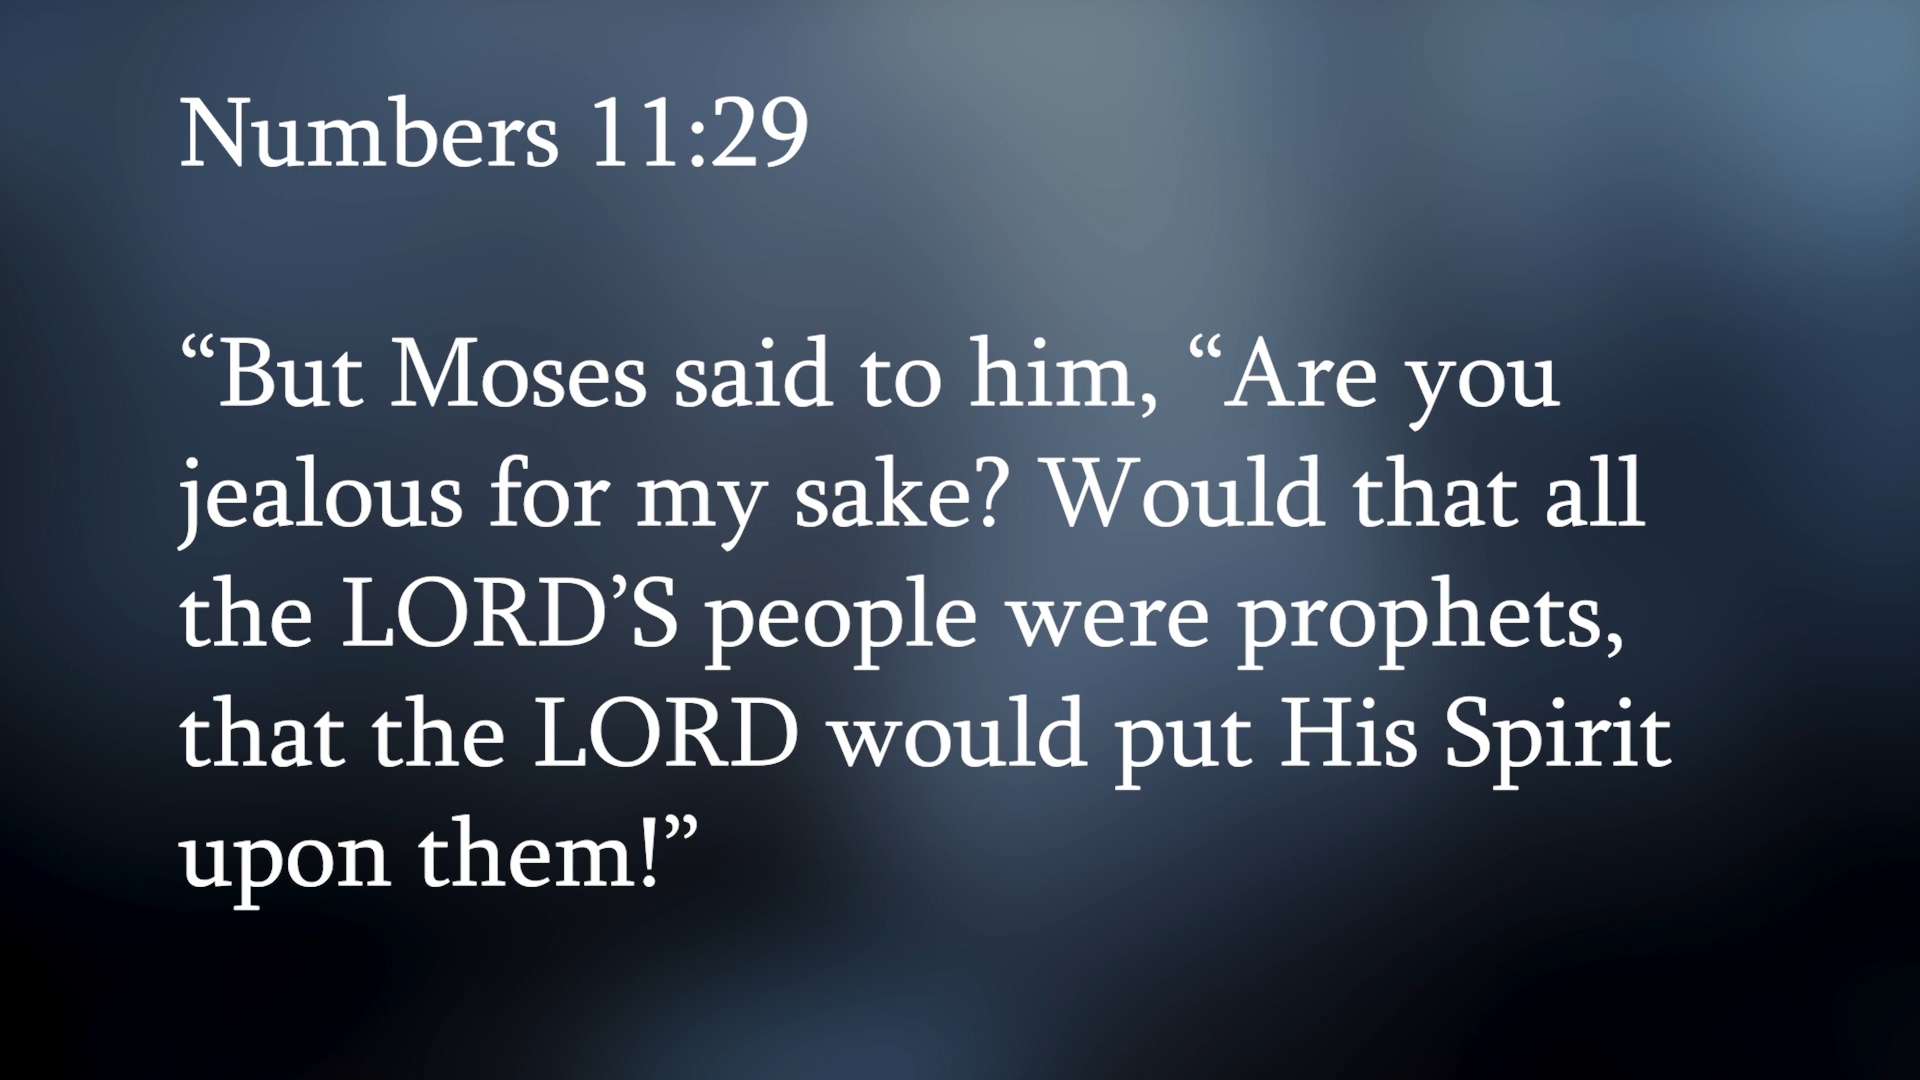 Numbers 11:29
“But Moses said to him, “Are you
jealous for my sake? Would that all
the LORD’S people were prophets,
that the LORD would put His Spirit
upon them!”